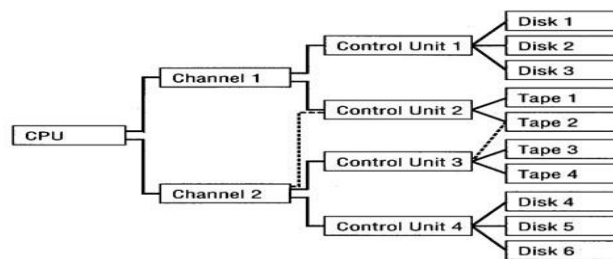 CPU
Channel 1
Channel 2
Control Unit 1
Control Unit 2
Control Unit 3
Control Unit 4
Disk 1
Disk 2
Disk 3
Tape 1
Tape 2
Tape 3
Tape 4
Disk 4
Disk 5
Disk 6